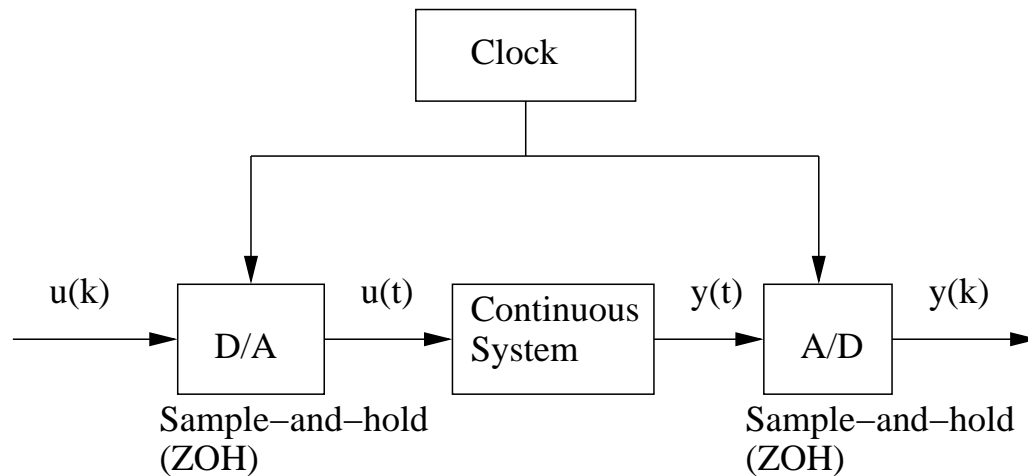 Clock
u(k)
u(t)
y(t)
y(k)
D/A
Continuous
System
A/D
Sample−and−hold
(ZOH)
Sample−and−hold
(ZOH)